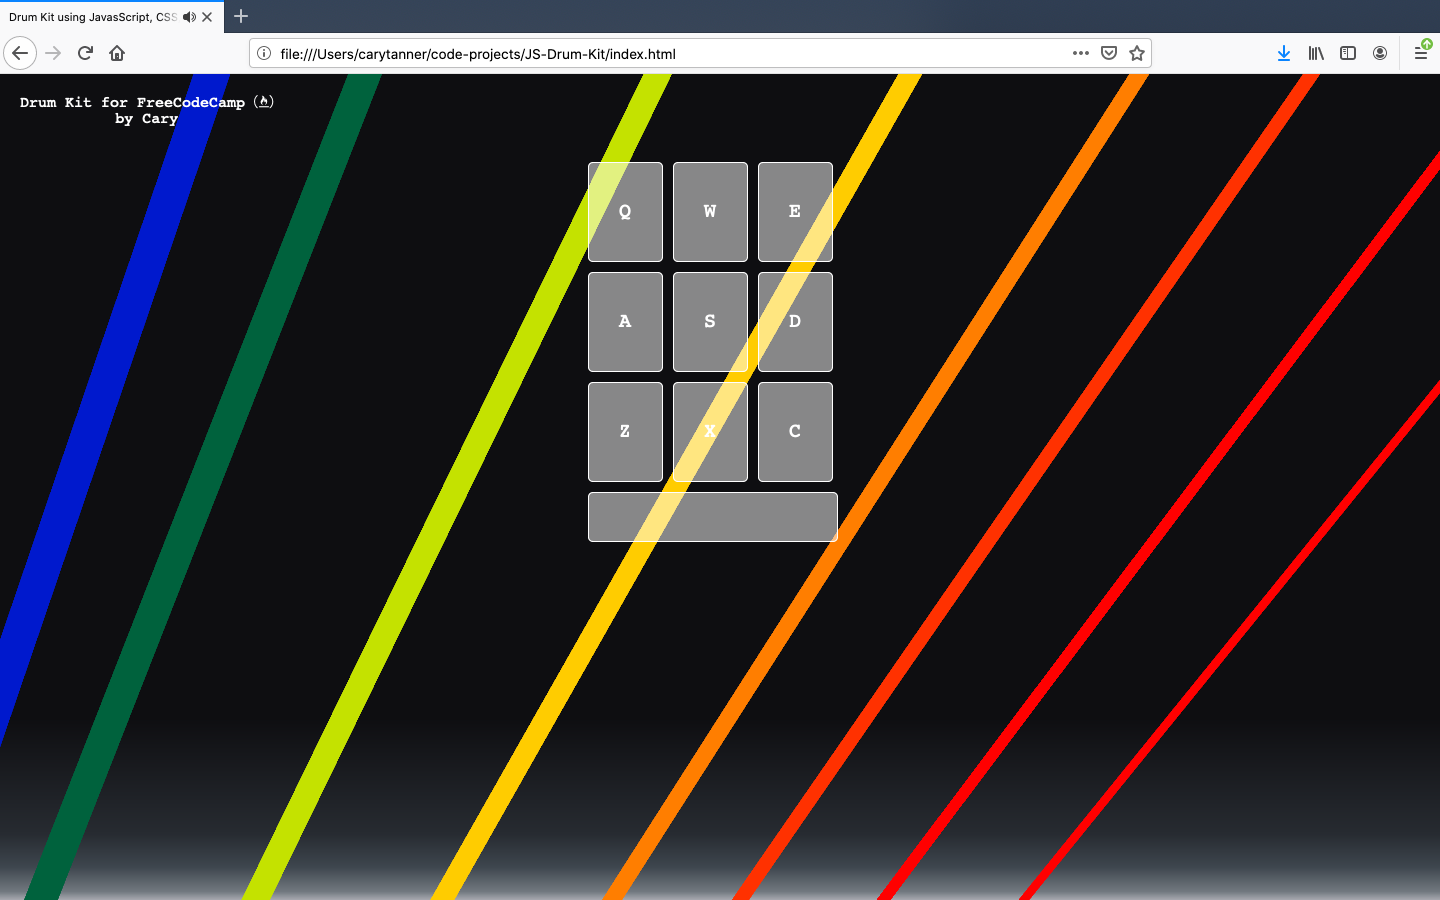 Drum Kit using JavasScript, CSS
file:///Users/carytanner/code-projects/JS-Drum-Kit/index.html
Drum Kit for FreeCodeCamp
by Cary
Q W E
A S D
Z X C